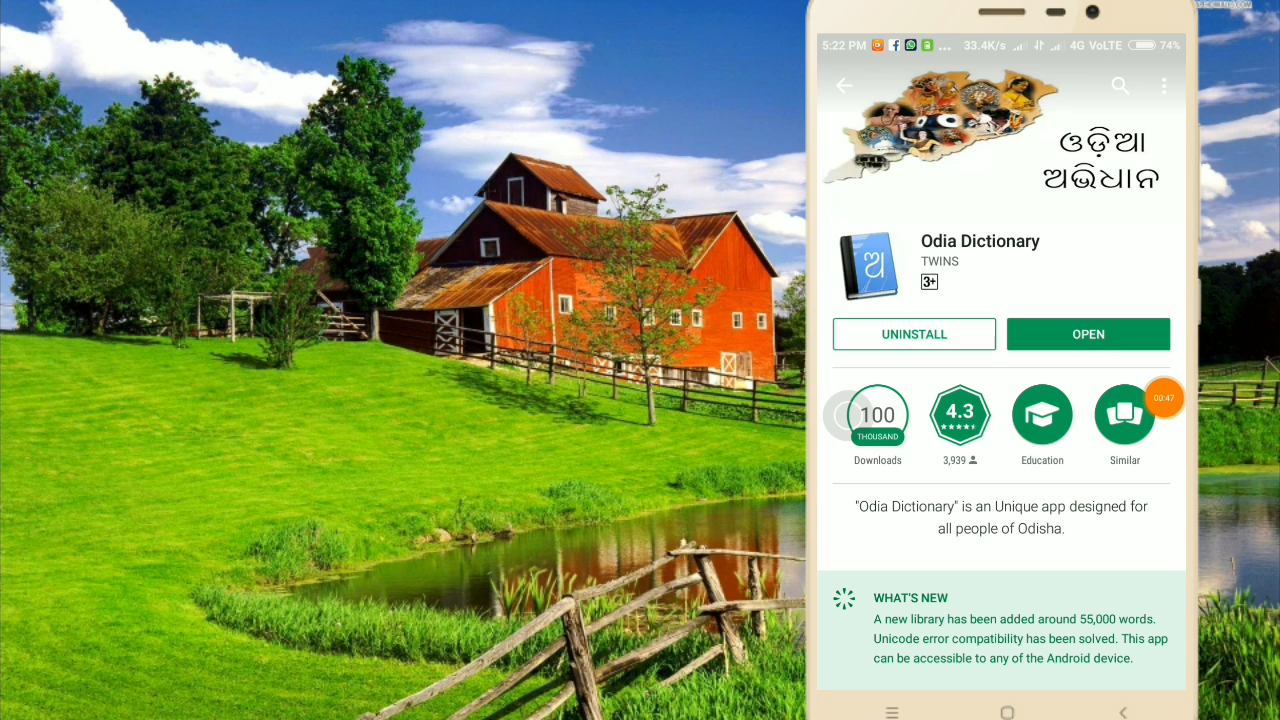 5:22 PM ... 33.4K/s 4G VoLTE 74%
ଓଡ଼ିଆ
ଅଭିଧାନ
ଅ
Odia Dictionary
TWINS
3+
UNINSTALL OPEN
100 4.3 00:47
THOUSAND
Downloads 3,939 Education Similar
"Odia Dictionary" is an Unique app designed for
all people of Odisha.
WHAT'S NEW
A new library has been added around 55,000 words.
Unicode error compatibility has been solved. This app
can be accessible to any of the Android device.